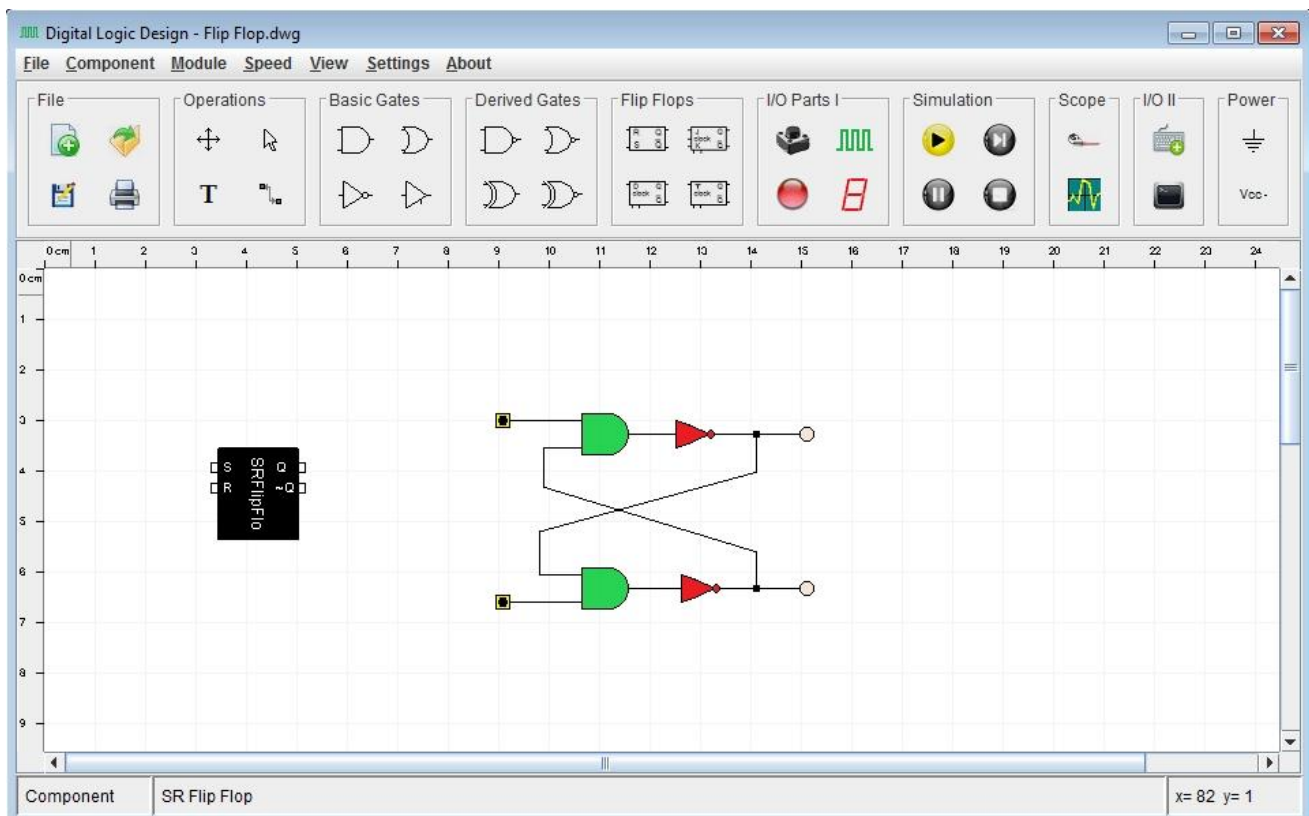 Digital Logic Design - Flip Flop.dwg
File Component Module Speed View Settings About
File Operations Basic Gates Derived Gates Flip Flops I/O Parts I Simulation Scope I/O II Power
R Q J Q
S Q clock K Q
D Q T Q
clock Q clock Q
T
Vcc
0 cm 1 2 3 4 5 6 7 8 9 10 11 12 13 14 15 16 17 18 19 20 21 22 23 24
0 cm
1
2
3
4
5
6
7
8
9
S Q
R ~Q
SRFlipFlo
Component SR Flip Flop x= 82 y= 1